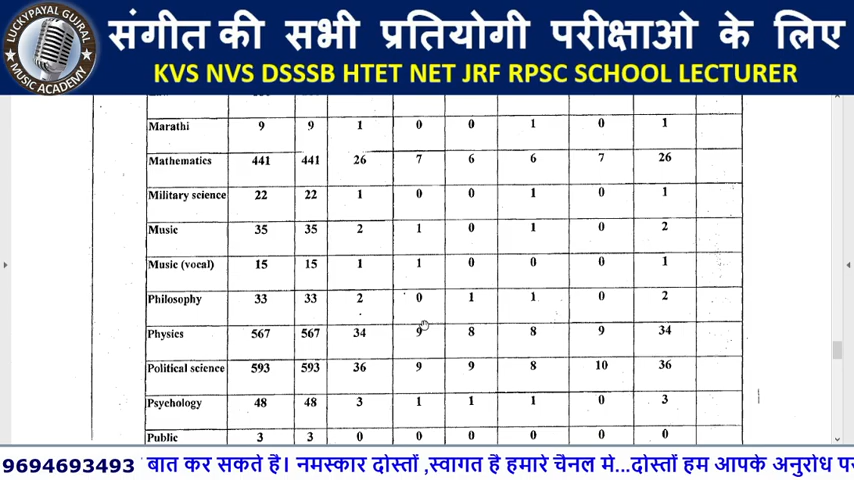 LUCKYPAYAL GURAL
MUSIC ACADEMY
संगीत की सभी प्रतियोगी परीक्षाओ के लिए
KVS NVS DSSSB HTET NET JRF RPSC SCHOOL LECTURER
Marathi 9 9 1 0 0 1 0 1
Mathematics 441 441 26 7 6 6 7 26
Military science 22 22 1 0 0 1 0 1
Music 35 35 2 1 0 1 0 2
Music (vocal) 15 15 1 1 0 0 0 1
Philosophy 33 33 2 0 1 1 0 2
Physics 567 567 34 9 8 8 9 34
Political science 593 593 36 9 9 8 10 36
Psychology 48 48 3 1 1 1 0 3
Public 3 3 0 0 0 0 0 0
9694693493 बात कर सकते है। नमस्कार दोस्तों ,स्वागत है हमारे चैनल मे...दोस्तों हम आपके अनुरोध पर